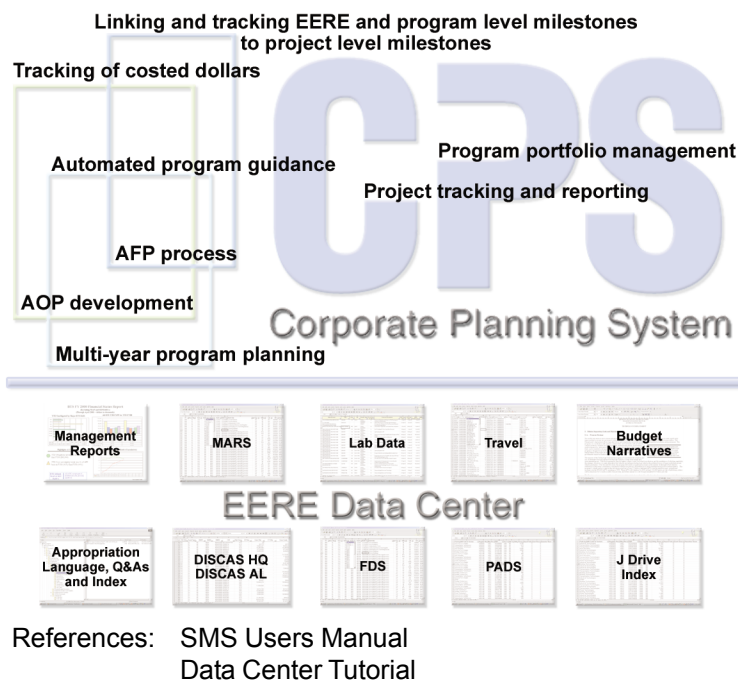 Linking and tracking EERE and program level milestones
to project level milestones
Tracking of costed dollars
CPS
Program portfolio management
Automated program guidance
Project tracking and reporting
AFP process
AOP development
Corporate Planning System
Multi-year program planning
Management
Reports
MARS
Lab Data
Travel
Budget
Narratives
EERE Data Center
Appropriation
Language, Q&As
and Index
DISCAS HQ
DISCAS AL
FDS
PADS
J Drive
Index
References: SMS Users Manual
Data Center Tutorial